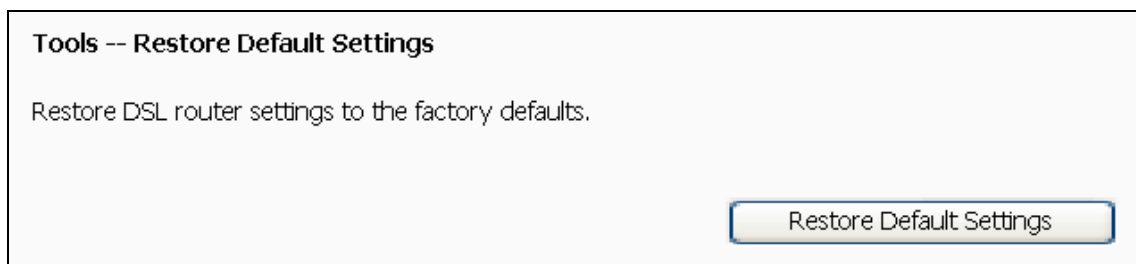 Tools -- Restore Default Settings
Restore DSL router settings to the factory defaults.
Restore Default Settings